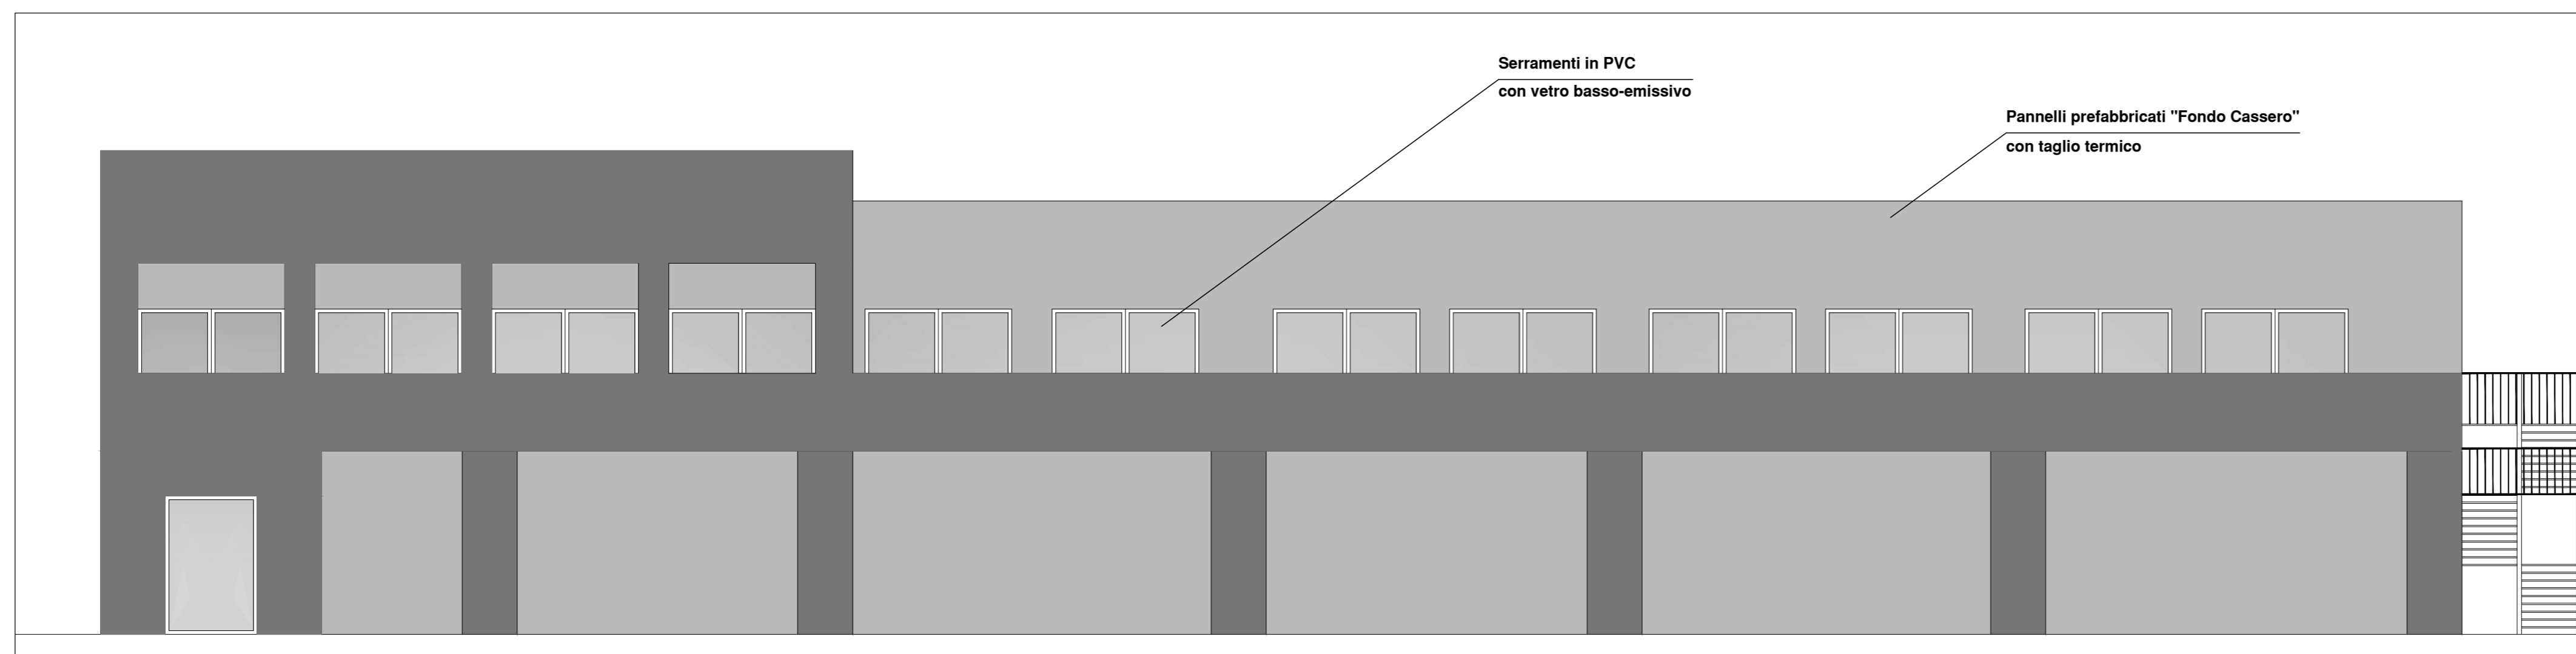 Serramenti in PVC
con vetro basso-emissivo
Pannelli prefabbricati "Fondo Cassero"
con taglio termico